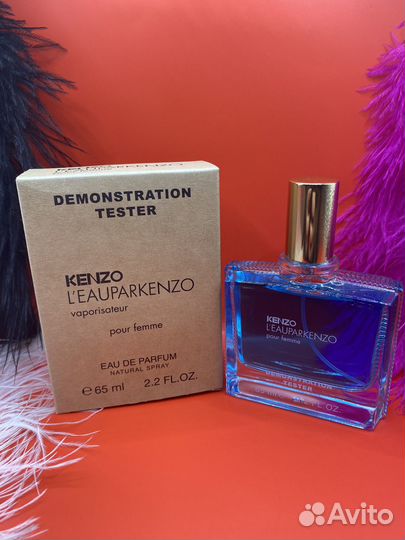 DEMONSTRATION
TESTER
KENZO
L'EAUPARKENZO
vaporisateur
pour femme
EAU DE PARFUM
NATURAL SPRAY
℮ 65 ml 2.2 FL.OZ.
KENZO
L'EAUPARKENZO
pour femme
DEMONSTRATION
TESTER
Avito